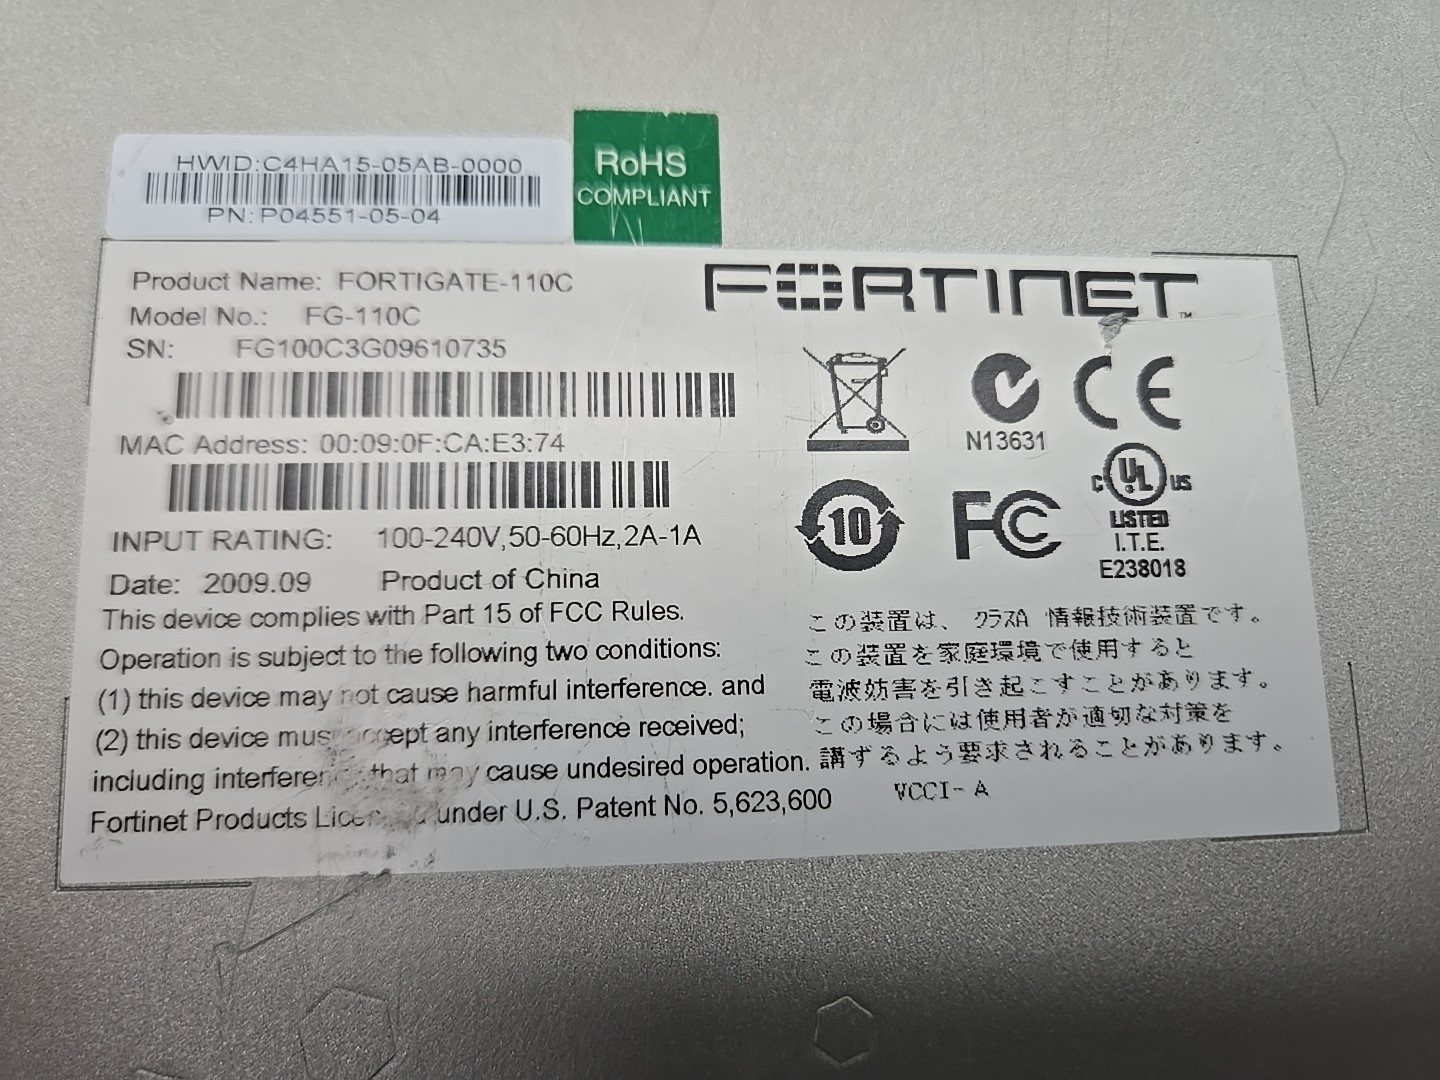 HWID:C4HA15-05AB-0000
PN:P04551-05-04
RoHS
COMPLIANT
Product Name: FORTIGATE-110C
FORTINET™
Model No.: FG-110C
SN: FG100C3G09610735
MAC Address: 00:09:0F:CA:E3:74
N13631
CE
INPUT RATING: 100-240V,50-60Hz,2A-1A
10
FC
C UL US
LISTED
I.T.E.
E238018
Date: 2009.09 Product of China
This device complies with Part 15 of FCC Rules.
Operation is subject to the following two conditions:
(1) this device may not cause harmful interference. and
(2) this device must accept any interference received;
including interference that may cause undesired operation.
Fortinet Products Licensed under U.S. Patent No. 5,623,600
この装置は、クラスA 情報技術装置です。
この装置を家庭環境で使用すると
電波妨害を引き起こすことがあります。
この場合には使用者が適切な対策を
講ずるよう要求されることがあります。
VCCI-A